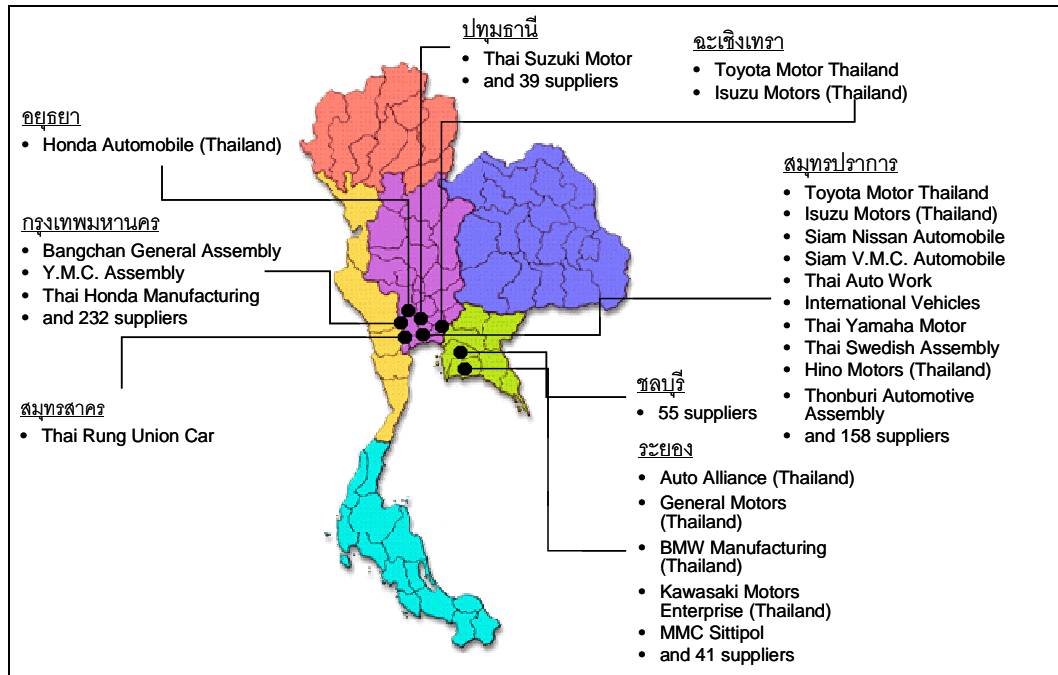 ปทุมธานี
• Thai Suzuki Motor
• and 39 suppliers
ฉะเชิงเทรา
• Toyota Motor Thailand
• Isuzu Motors (Thailand)
อยุธยา
• Honda Automobile (Thailand)
กรุงเทพมหานคร
• Bangchan General Assembly
• Y.M.C. Assembly
• Thai Honda Manufacturing
• and 232 suppliers
สมุทรสาคร
• Thai Rung Union Car
สมุทรปราการ
• Toyota Motor Thailand
• Isuzu Motors (Thailand)
• Siam Nissan Automobile
• Siam V.M.C. Automobile
• Thai Auto Work
• International Vehicles
• Thai Yamaha Motor
• Thai Swedish Assembly
• Hino Motors (Thailand)
• Thonburi Automotive
Assembly
• and 158 suppliers
ชลบุรี
• 55 suppliers
ระยอง
• Auto Alliance (Thailand)
• General Motors
(Thailand)
• BMW Manufacturing
(Thailand)
• Kawasaki Motors
Enterprise (Thailand)
• MMC Sittipol
• and 41 suppliers